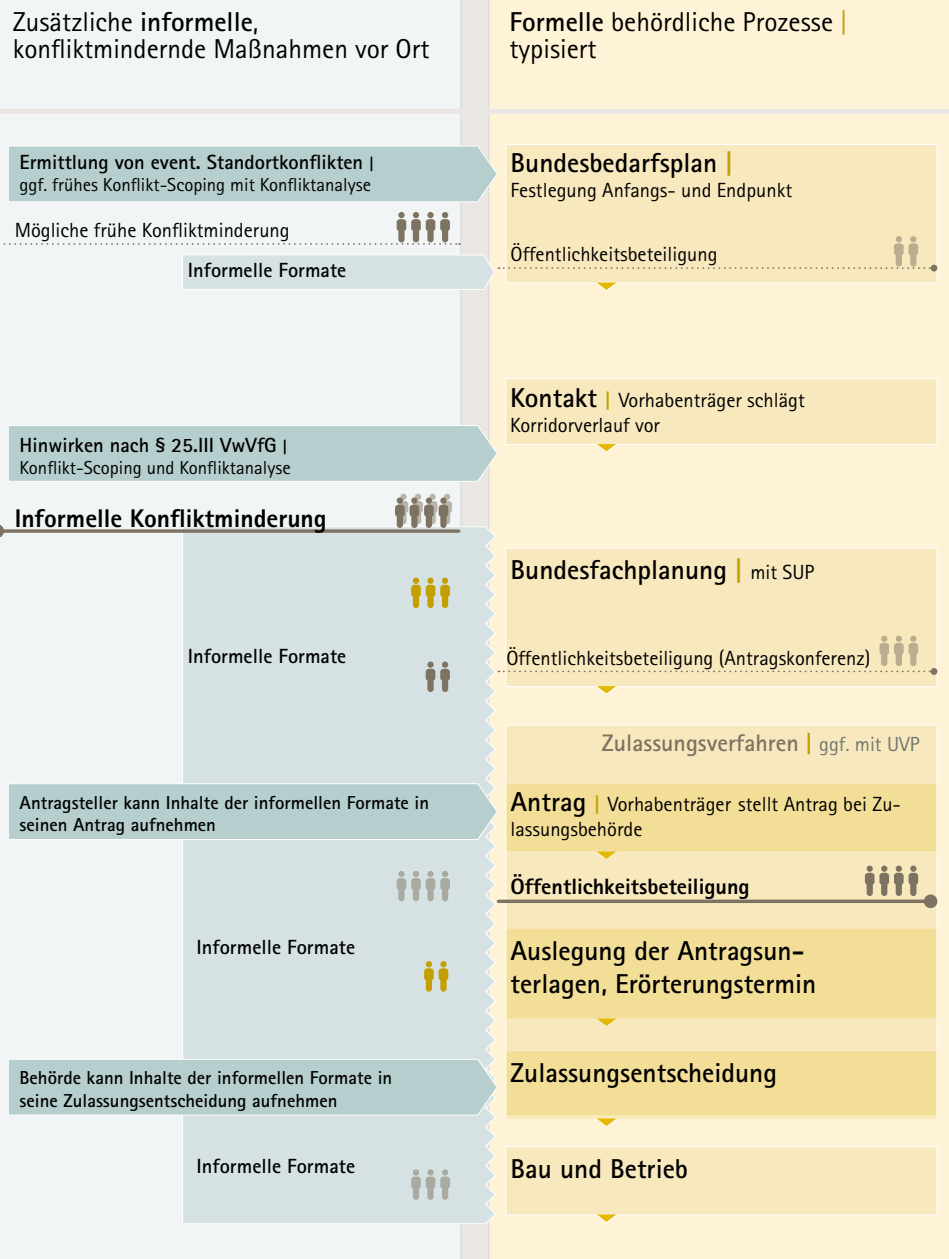 Zusätzliche informelle,
konfliktmindernde Maßnahmen vor Ort
Formelle behördliche Prozesse |
typisiert
Ermittlung von event. Standortkonflikten |
ggf. frühes Konflikt-Scoping mit Konfliktanalyse
Mögliche frühe Konfliktminderung
Informelle Formate
Bundesbedarfsplan |
Festlegung Anfangs- und Endpunkt
Öffentlichkeitsbeteiligung
Kontakt | Vorhabenträger schlägt
Korridorverlauf vor
Hinwirken nach § 25.III VwVfG |
Konflikt-Scoping und Konfliktanalyse
Informelle Konfliktminderung
Informelle Formate
Bundesfachplanung | mit SUP
Öffentlichkeitsbeteiligung (Antragskonferenz)
Zulassungsverfahren | ggf. mit UVP
Antragsteller kann Inhalte der informellen Formate in
seinen Antrag aufnehmen
Antrag | Vorhabenträger stellt Antrag bei Zu-
lassungsbehörde
Öffentlichkeitsbeteiligung
Informelle Formate
Auslegung der Antragsun-
terlagen, Erörterungstermin
Behörde kann Inhalte der informellen Formate in
seine Zulassungsentscheidung aufnehmen
Zulassungsentscheidung
Informelle Formate
Bau und Betrieb